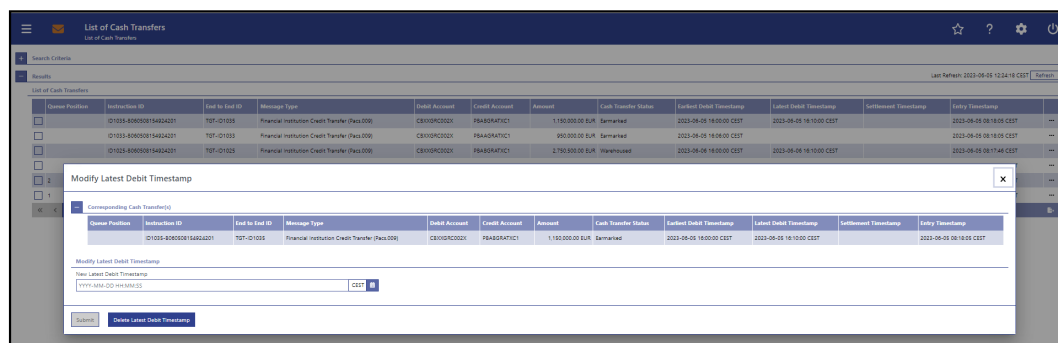 List of Cash Transfers
List of Cash Transfers
Search Criteria
Results
Last Refresh: 2023-06-05 12:24:18 CEST Refresh
List of Cash Transfers
Queue Position Instruction ID End to End ID Message Type Debit Account Credit Account Amount Cash Transfer Status Earliest Debit Timestamp Latest Debit Timestamp Settlement Timestamp Entry Timestamp
ID1035-B060508154924201 TGT-ID1035 Financial Institution Credit Transfer (Pacs.009) CBXXGRC002X PBABGRATXC1 1,150,000.00 EUR Earmarked 2023-06-05 16:00:00 CEST 2023-06-05 16:10:00 CEST 2023-06-05 08:18:05 CEST
ID1033-B060508154924201 TGT-ID1033 Financial Institution Credit Transfer (Pacs.009) CBXXGRC002X PBAAGRATXC1 950,000.00 EUR Earmarked 2023-06-05 16:06:00 CEST 2023-06-05 08:18:05 CEST
ID1025-B060508154924201 TGT-ID1025 Financial Institution Credit Transfer (Pacs.009) CBXXGRC002X PBABGRATXC1 2,750,500.00 EUR Warehoused 2023-06-05 16:00:00 CEST 2023-06-05 16:10:00 CEST 2023-06-05 08:17:46 CEST
2
1
Modify Latest Debit Timestamp
Corresponding Cash Transfer(s)
Queue Position Instruction ID End to End ID Message Type Debit Account Credit Account Amount Cash Transfer Status Earliest Debit Timestamp Latest Debit Timestamp Settlement Timestamp Entry Timestamp
ID1035-B060508154924201 TGT-ID1035 Financial Institution Credit Transfer (Pacs.009) CBXXGRC002X PBABGRATXC1 1,150,000.00 EUR Earmarked 2023-06-05 16:00:00 CEST 2023-06-05 16:10:00 CEST 2023-06-05 08:18:05 CEST
Modify Latest Debit Timestamp
New Latest Debit Timestamp
YYYY-MM-DD HH:MM:SS CEST
Submit Delete Latest Debit Timestamp